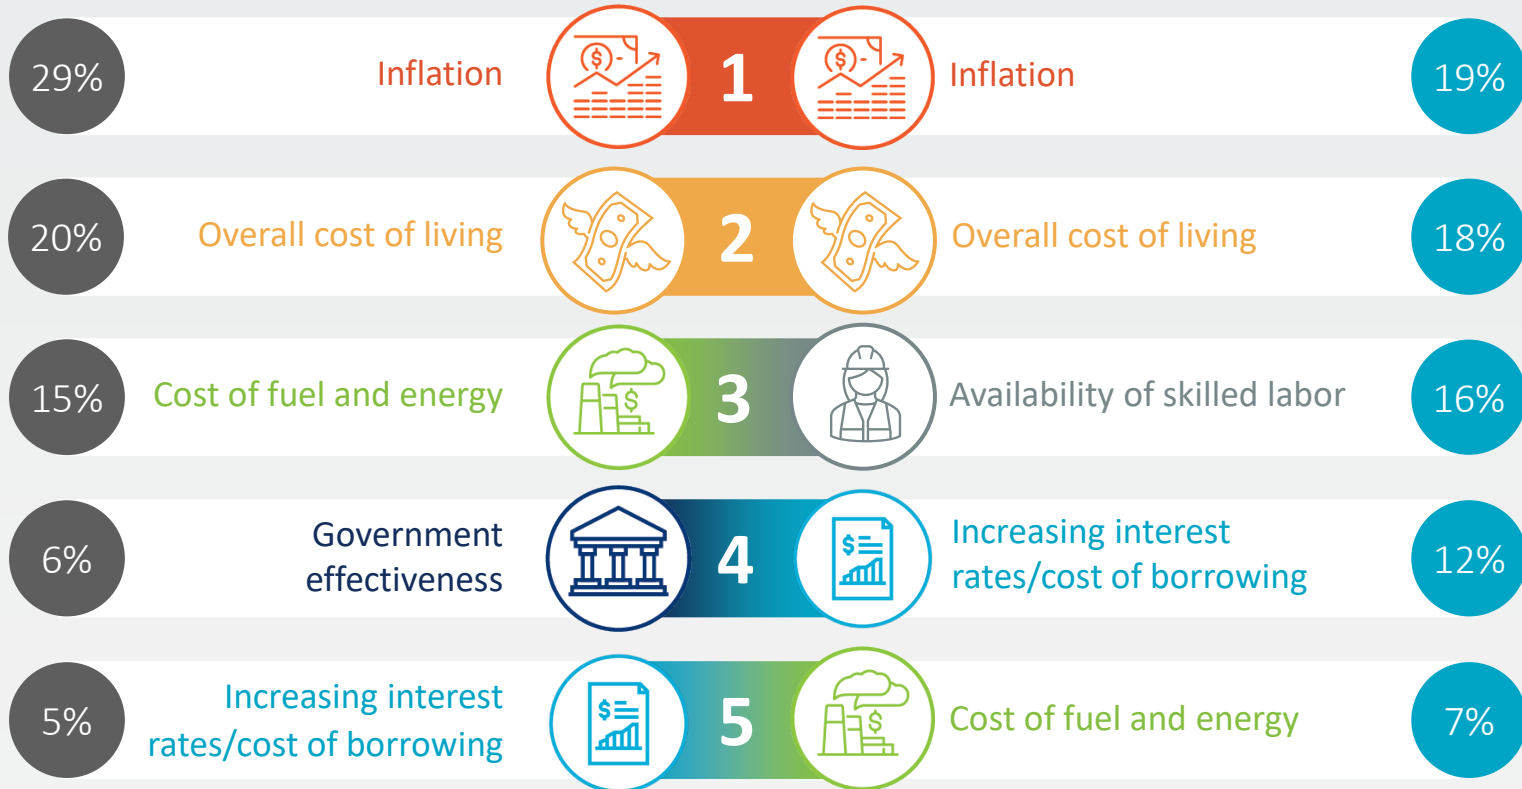 29%
Inflation
1
Inflation
19%
20%
Overall cost of living
2
Overall cost of living
18%
15%
Cost of fuel and energy
3
Availability of skilled labor
16%
6%
Government
effectiveness
4
Increasing interest
rates/cost of borrowing
12%
5%
Increasing interest
rates/cost of borrowing
5
Cost of fuel and energy
7%